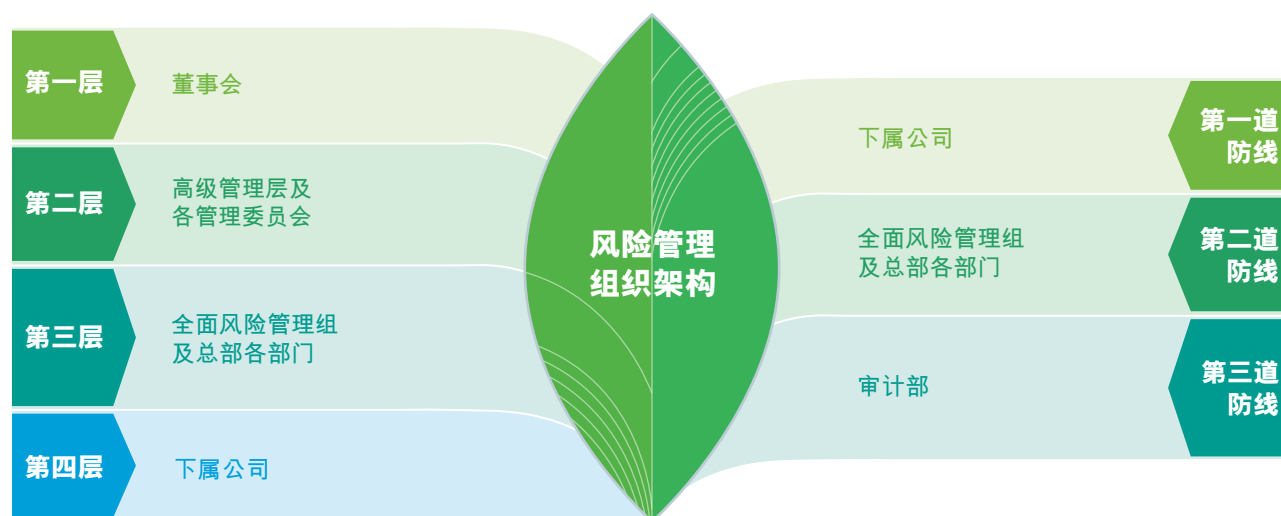 第一层
董事会
第二层
高级管理层及
各管理委员会
第三层
全面风险管理组
及总部各部门
第四层
下属公司
风险管理
组织架构
下属公司
第一道
防线
全面风险管理组
及总部各部门
第二道
防线
审计部
第三道
防线